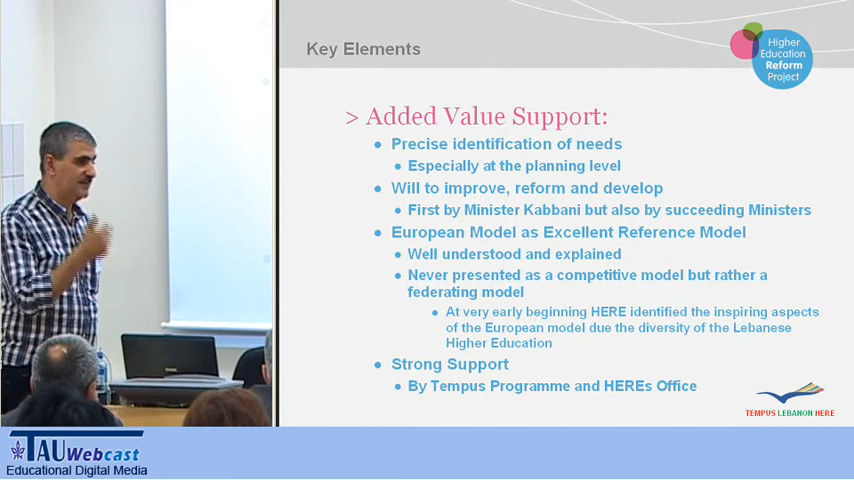 Key Elements
Higher
Education
Reform
Project
> Added Value Support:
● Precise identification of needs
● Especially at the planning level
● Will to improve, reform and develop
● First by Minister Kabbani but also by succeeding Ministers
● European Model as Excellent Reference Model
● Well understood and explained
● Never presented as a competitive model but rather a
federating model
● At very early beginning HERE identified the inspiring aspects
of the European model due the diversity of the Lebanese
Higher Education
● Strong Support
● By Tempus Programme and HEREs Office
TEMPUS LEBANON HERE
TAU Webcast
Educational Digital Media